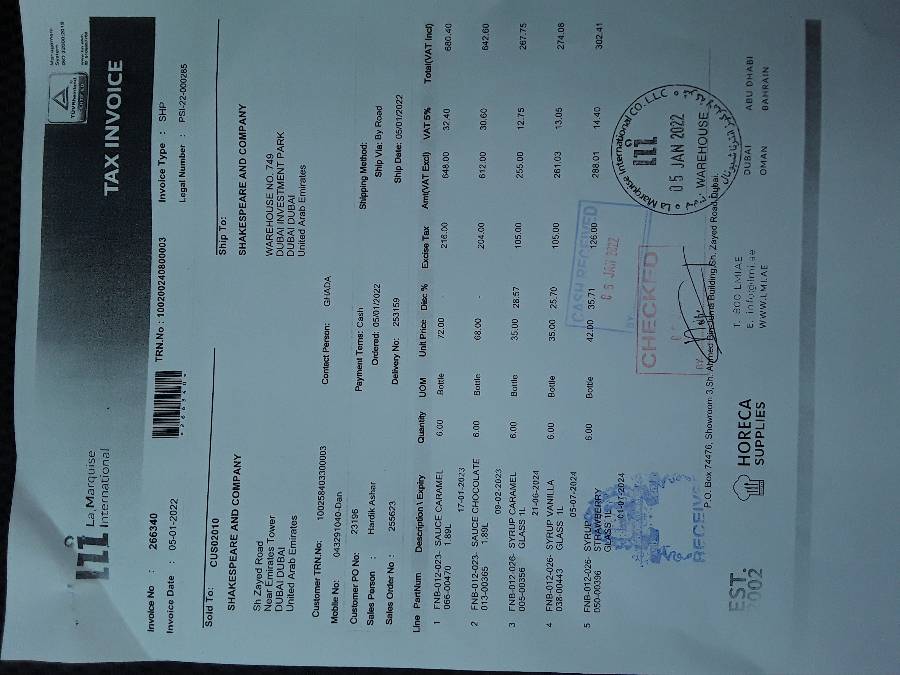 La Marquise
International
TAX INVOICE
Management
System
Invoice No : 266340
TRN.No : 100200240800003
Invoice Type : SHP
Invoice Date : 05-01-2022
Legal Number : PSI-22-000285
Sold To: CUS02010
SHAKESPEARE AND COMPANY
Sh Zayed Road
Near Emirates Tower
DUBAI DUBAI
United Arab Emirates
Ship To:
SHAKESPEARE AND COMPANY
WAREHOUSE NO. 749
DUBAI INVESTMENT PARK
DUBAI DUBAI
United Arab Emirates
Customer TRN.No: 100258403300003
Mobile No: 043291040-Dan
Contact Person: GHADA
Customer PO No: 23196
Payment Terms: Cash
Shipping Method:
Sales Person : Hardik Ashar
Ordered: 05/01/2022
Ship Via: By Road
Sales Order No : 255623
Delivery No: 253159
Ship Date: 05/01/2022
Line PartNum Description \ Expiry Quantity UOM Unit Price Disc. % Excise Tax Amt(VAT Excl) VAT 5% Total(VAT Incl)
1 FNB-012-023- SAUCE CARAMEL 6.00 Bottle 72.00 - 216.00 648.00 32.40 680.40
066-00470 1.89L
17-01-2023
2 FNB-012-023- SAUCE CHOCOLATE 6.00 Bottle 68.00 - 204.00 612.00 30.60 642.60
013-00365 1.89L
09-02-2023
3 FNB-012-026- SYRUP CARAMEL 6.00 Bottle 35.00 28.57 105.00 255.00 12.75 267.75
005-00356 GLASS 1L
21-06-2024
4 FNB-012-026- SYRUP VANILLA 6.00 Bottle 35.00 25.70 105.00 261.03 13.05 274.08
038-00443 GLASS 1L
05-07-2024
5 FNB-012-026- SYRUP 6.00 Bottle 42.00 35.71 126.00 288.01 14.40 302.41
050-00396 STRAWBERRY
GLASS 1L
01-01-2024
RECEIVE
CASH RECEIVED
05 JAN 2022
BY:
CHECKED
BY
La Marquise International CO. LLC
05 JAN 2022
WAREHOUSE
P.O. Box 74476, Showroom 3, Sh. Ahmed Bin Juma Building, Sh. Zayed Road, Dubai
EST.
2002
HORECA
SUPPLIES
T. 800 LMI.AE
E. info@lmi.ae
WWW.LMI.AE
DUBAI ABU DHABI
OMAN BAHRAIN